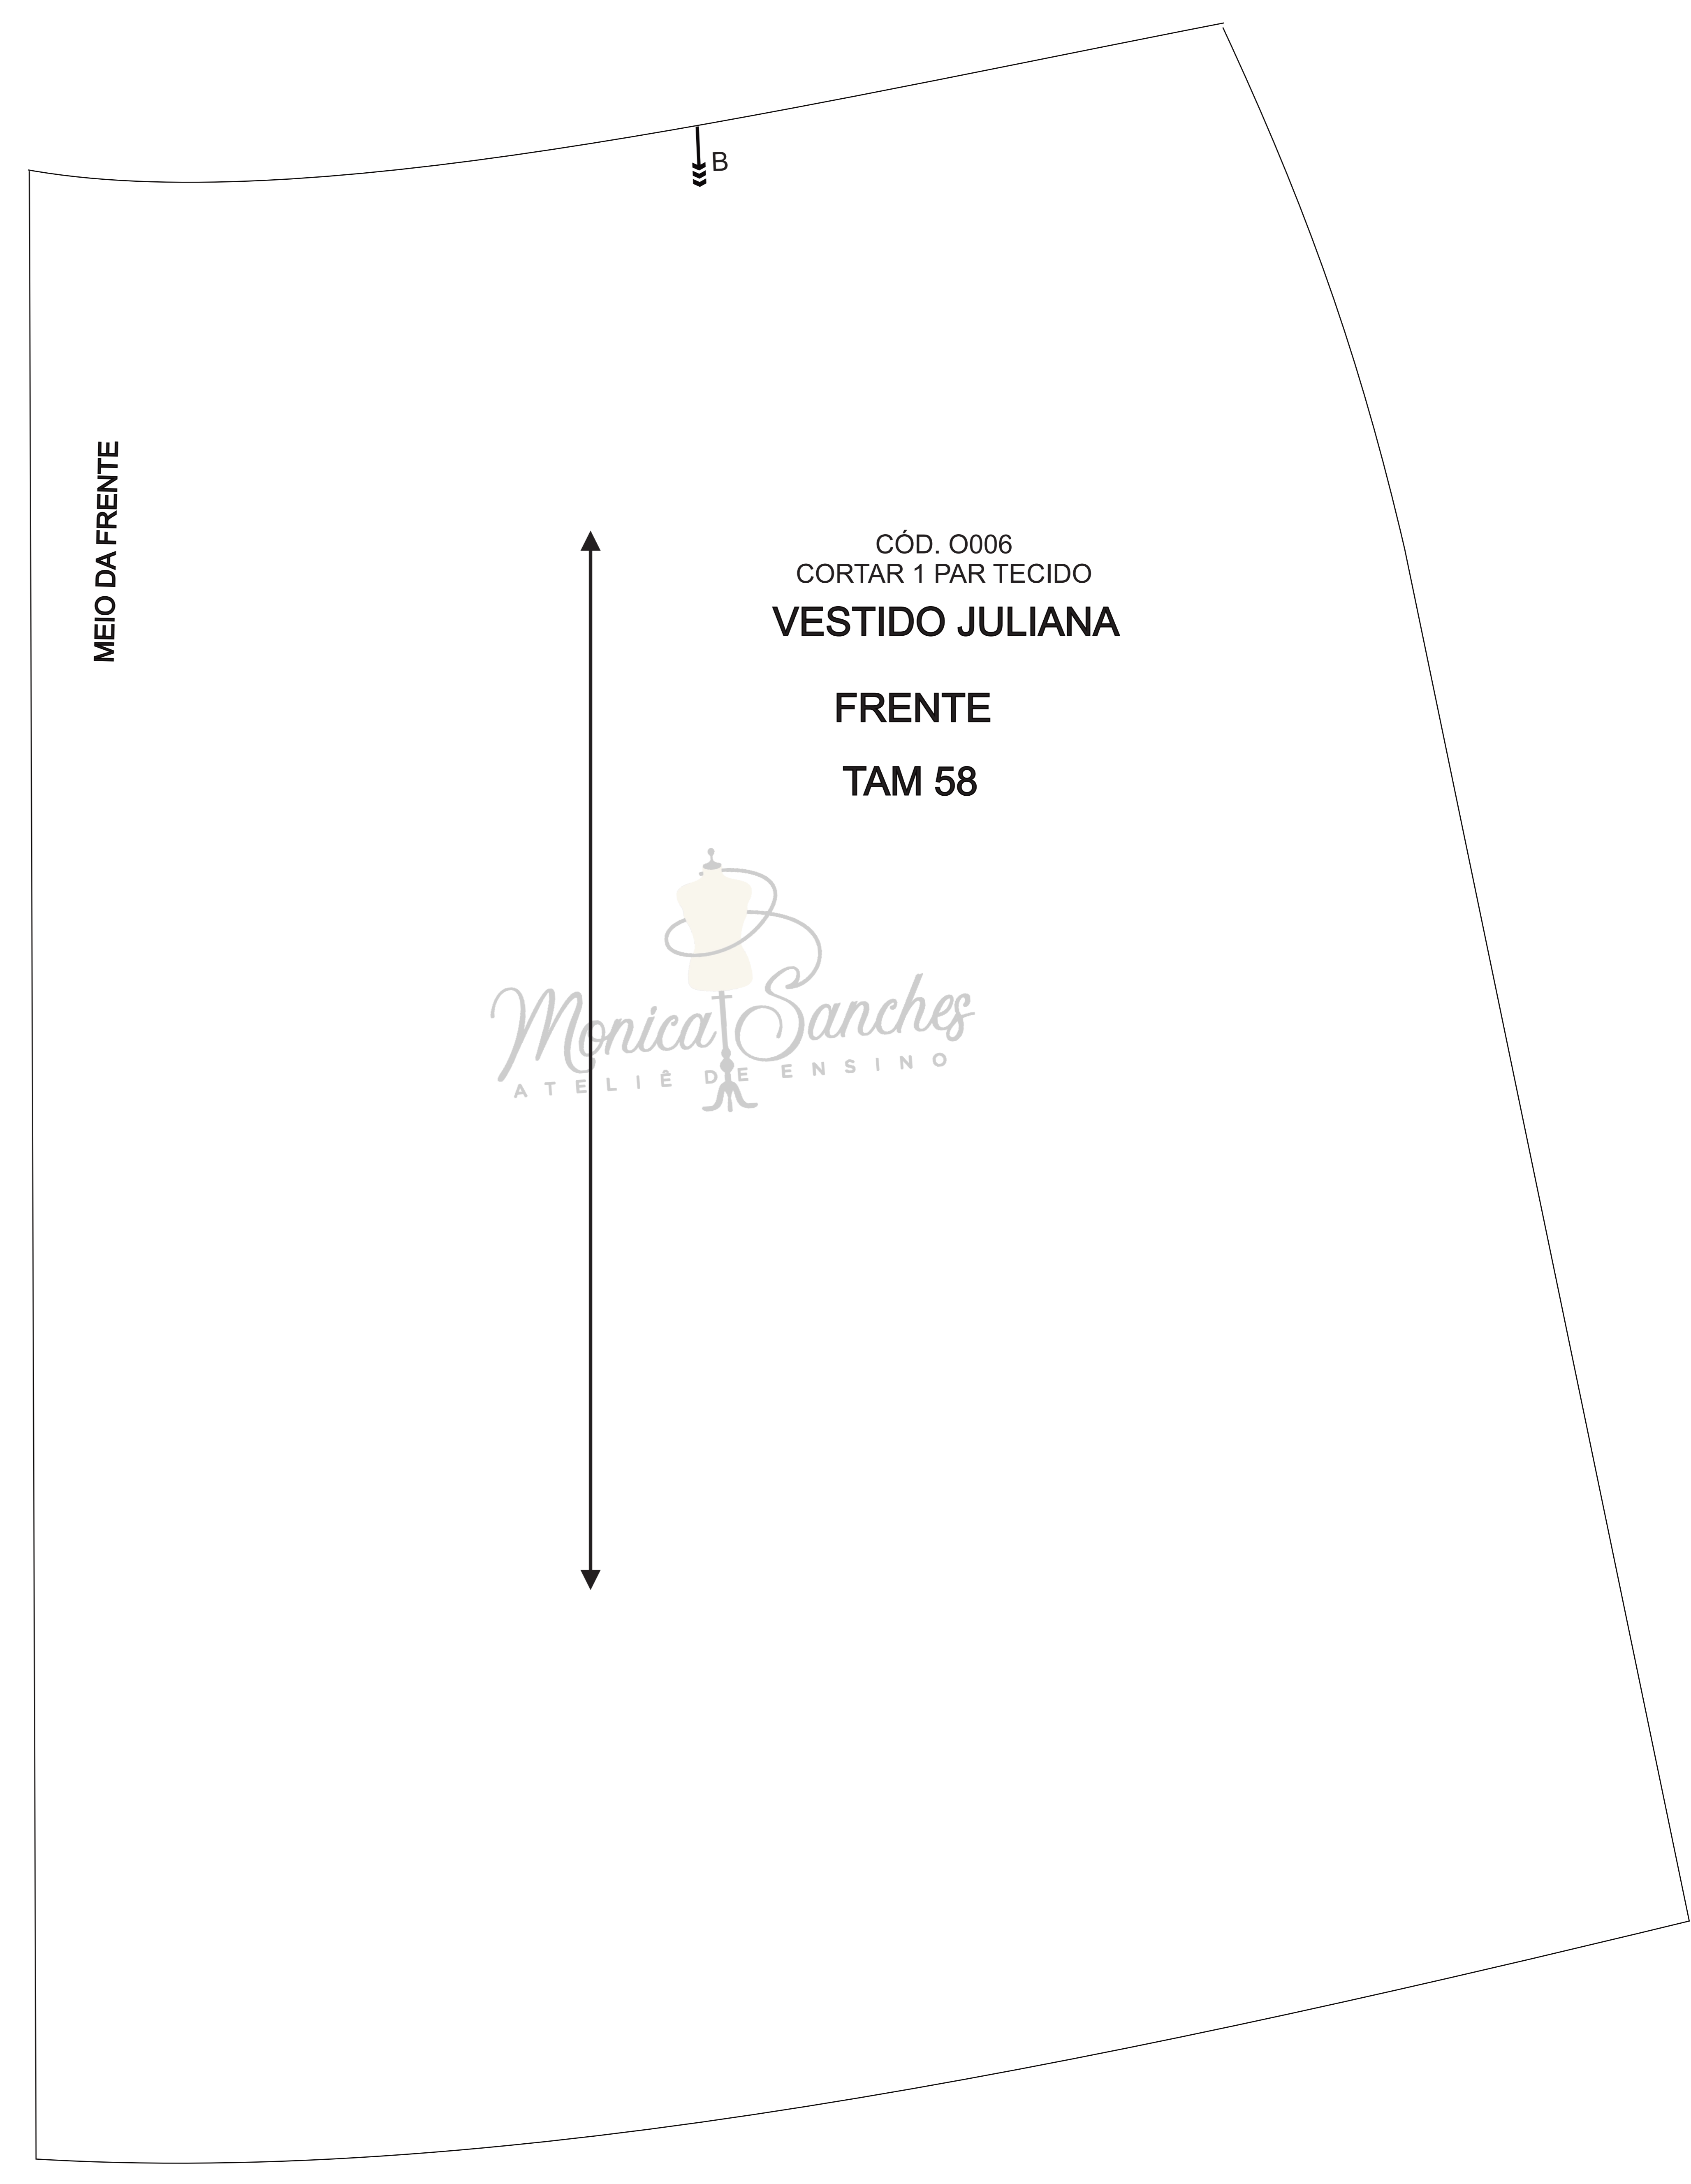 B
MEIO DA FRENTE
CÓD. O006
CORTAR 1 PAR TECIDO
VESTIDO JULIANA
FRENTE
TAM 58
Monica Sanches
ATELIÊ DE ENSINO